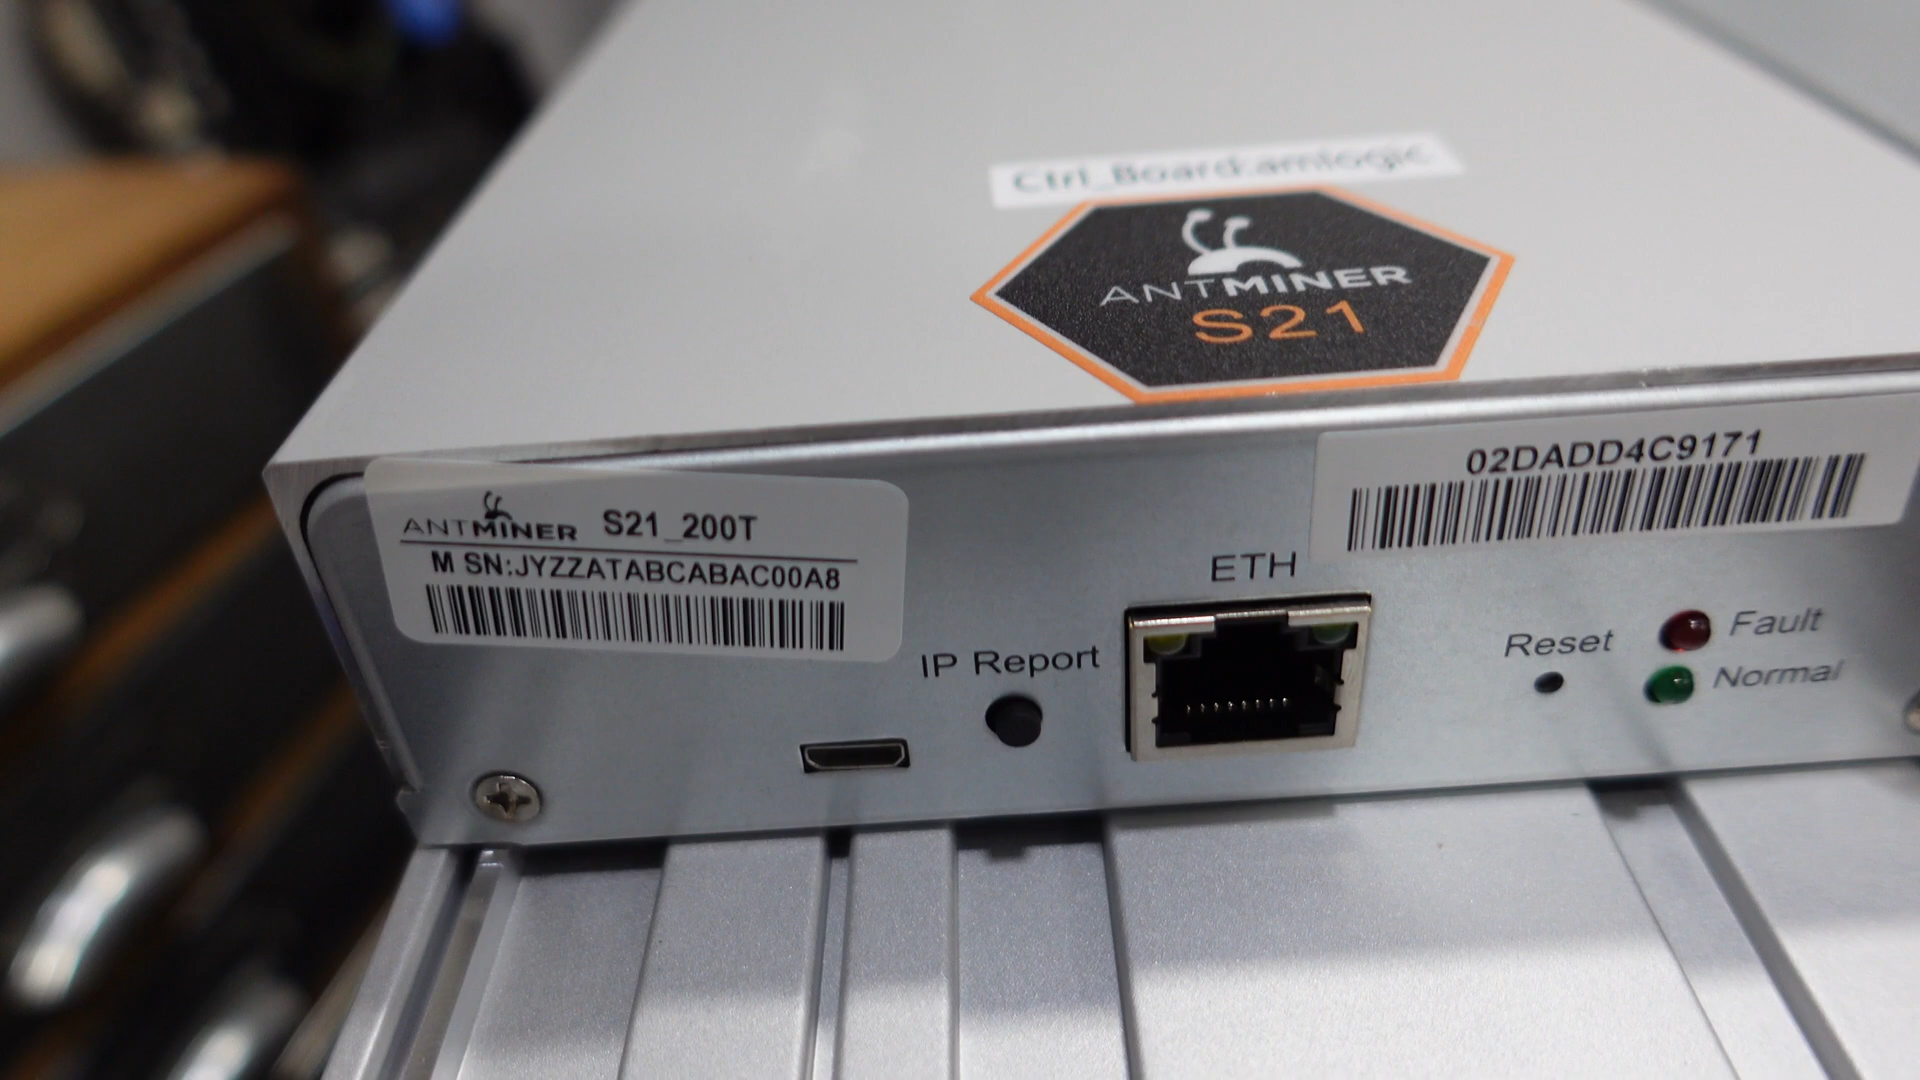 Ctrl_Board:amlogic
ANTMINER
S21
02DADD4C9171
ANTMINER S21_200T
M SN:JYZZATABCABAC00A8
ETH
IP Report
Reset
Fault
Normal